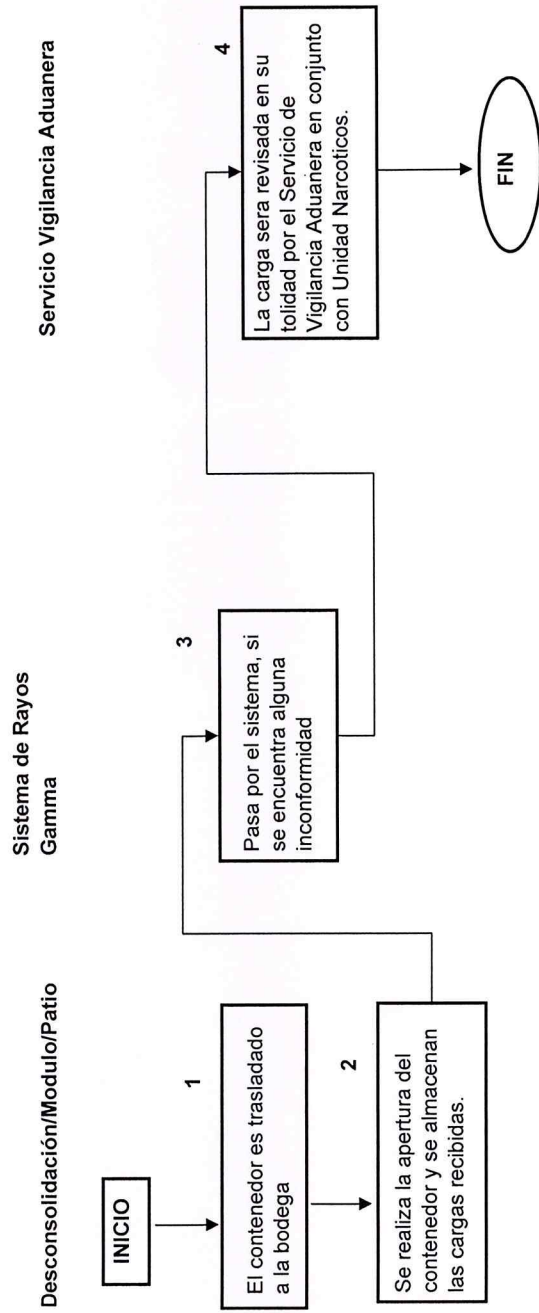 Desconsolidación/Modulo/Patio
INICIO
1
El contenedor es trasladado
a la bodega
2
Se realiza la apertura del
contenedor y se almacenan
las cargas recibidas.
Sistema de Rayos
Gamma
3
Pasa por el sistema, si
se encuentra alguna
inconformidad
Servicio Vigilancia Aduanera
4
La carga sera revisada en su
tolidad por el Servicio de
Vigilancia Aduanera en conjunto
con Unidad Narcoticos.
FIN